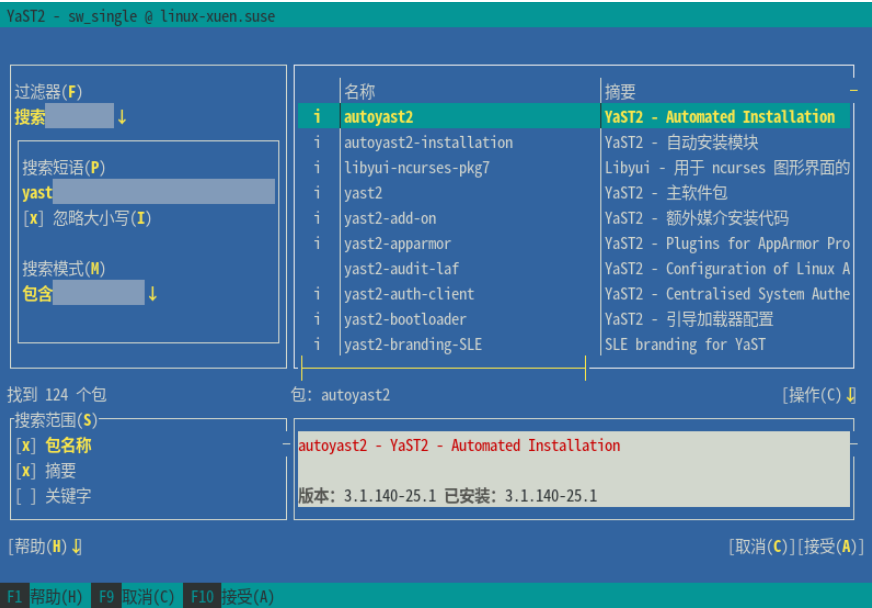 YaST2 - sw_single @ linux-xuen.suse
过滤器(F)
搜索 ↓
搜索短语(P)
yast
[x] 忽略大小写(I)
搜索模式(M)
包含 ↓
名称 摘要
i autoyast2 YaST2 - Automated Installation
i autoyast2-installation YaST2 - 自动安装模块
i libyui-ncurses-pkg7 Libyui - 用于 ncurses 图形界面的
i yast2 YaST2 - 主软件包
i yast2-add-on YaST2 - 额外媒介安装代码
i yast2-apparmor YaST2 - Plugins for AppArmor Pro
yast2-audit-laf YaST2 - Configuration of Linux A
i yast2-auth-client YaST2 - Centralised System Authe
i yast2-bootloader YaST2 - 引导加载器配置
i yast2-branding-SLE SLE branding for YaST
找到 124 个包
包: autoyast2 [操作(C)↓]
搜索范围(S)
[x] 包名称
[x] 摘要
[ ] 关键字
autoyast2 - YaST2 - Automated Installation
版本: 3.1.140-25.1 已安装: 3.1.140-25.1
[帮助(H)↓] [取消(C)][接受(A)]
F1 帮助(H) F9 取消(C) F10 接受(A)